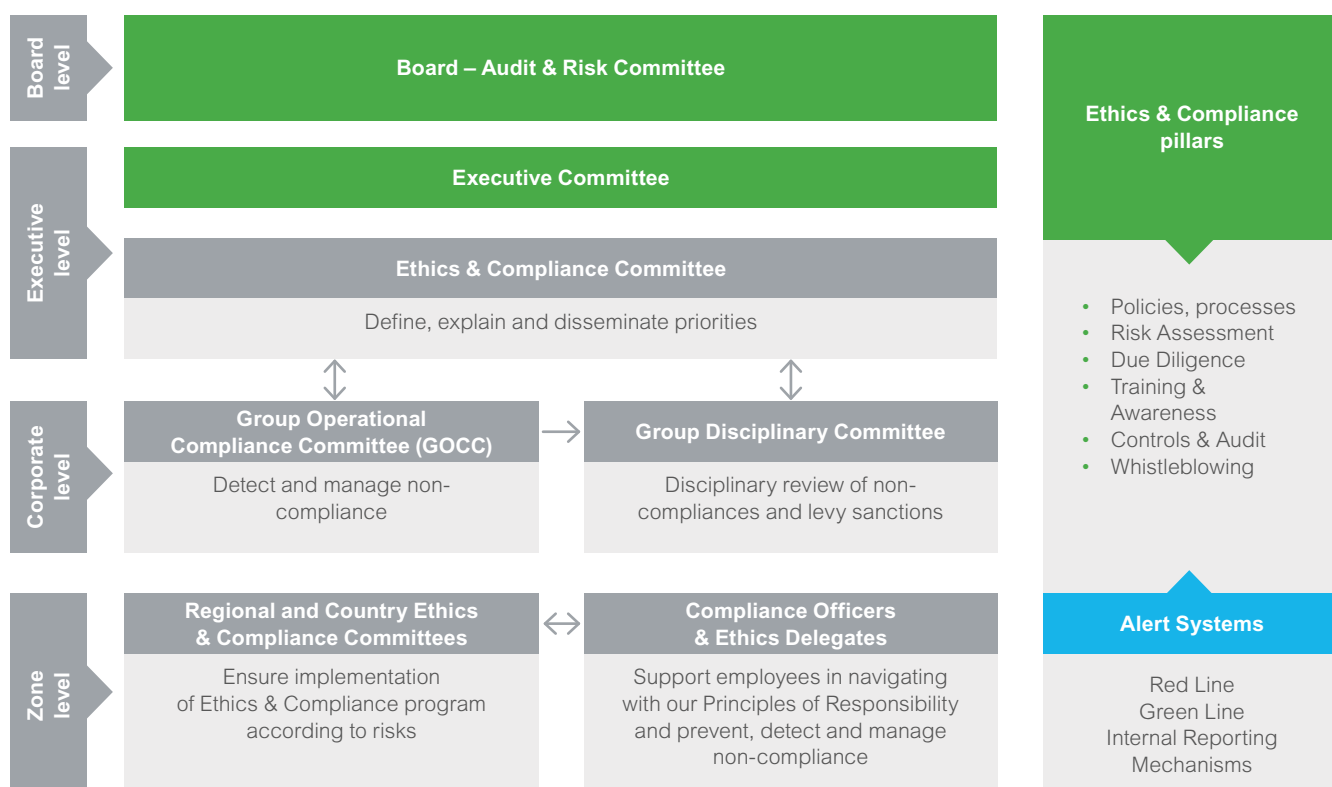 Board
level
Board – Audit & Risk Committee
Executive
level
Executive Committee
Ethics & Compliance Committee
Define, explain and disseminate priorities
Corporate
level
Group Operational
Compliance Committee (GOCC)
Detect and manage non-
compliance
Group Disciplinary Committee
Disciplinary review of non-
compliances and levy sanctions
Zone
level
Regional and Country Ethics
& Compliance Committees
Ensure implementation
of Ethics & Compliance program
according to risks
Compliance Officers
& Ethics Delegates
Support employees in navigating
with our Principles of Responsibility
and prevent, detect and manage
non-compliance
Ethics & Compliance
pillars
• Policies, processes
• Risk Assessment
• Due Diligence
• Training &
Awareness
• Controls & Audit
• Whistleblowing
Alert Systems
Red Line
Green Line
Internal Reporting
Mechanisms